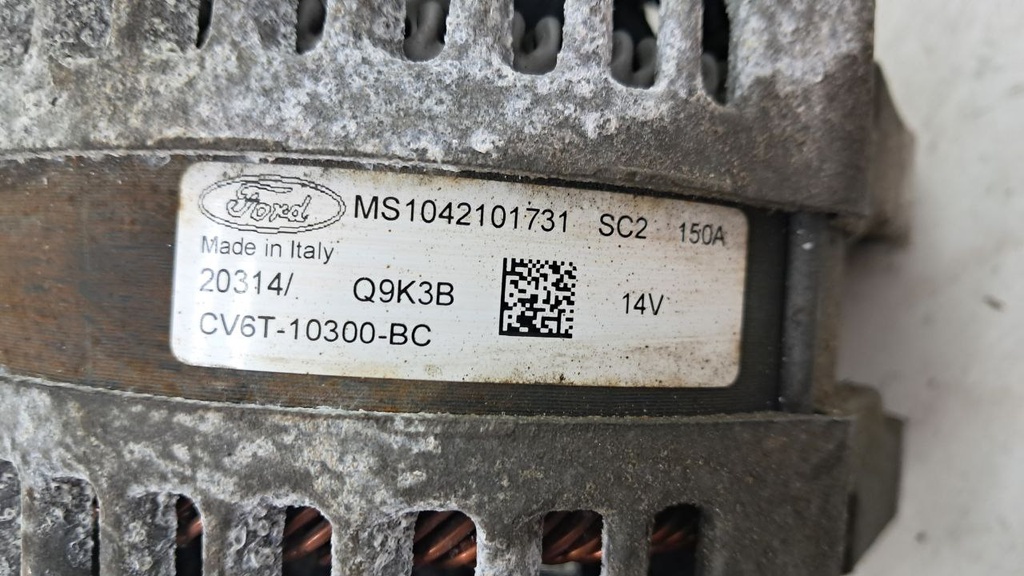 Ford MS1042101731 SC2 150A
Made in Italy
20314/ Q9K3B 14V
CV6T-10300-BC